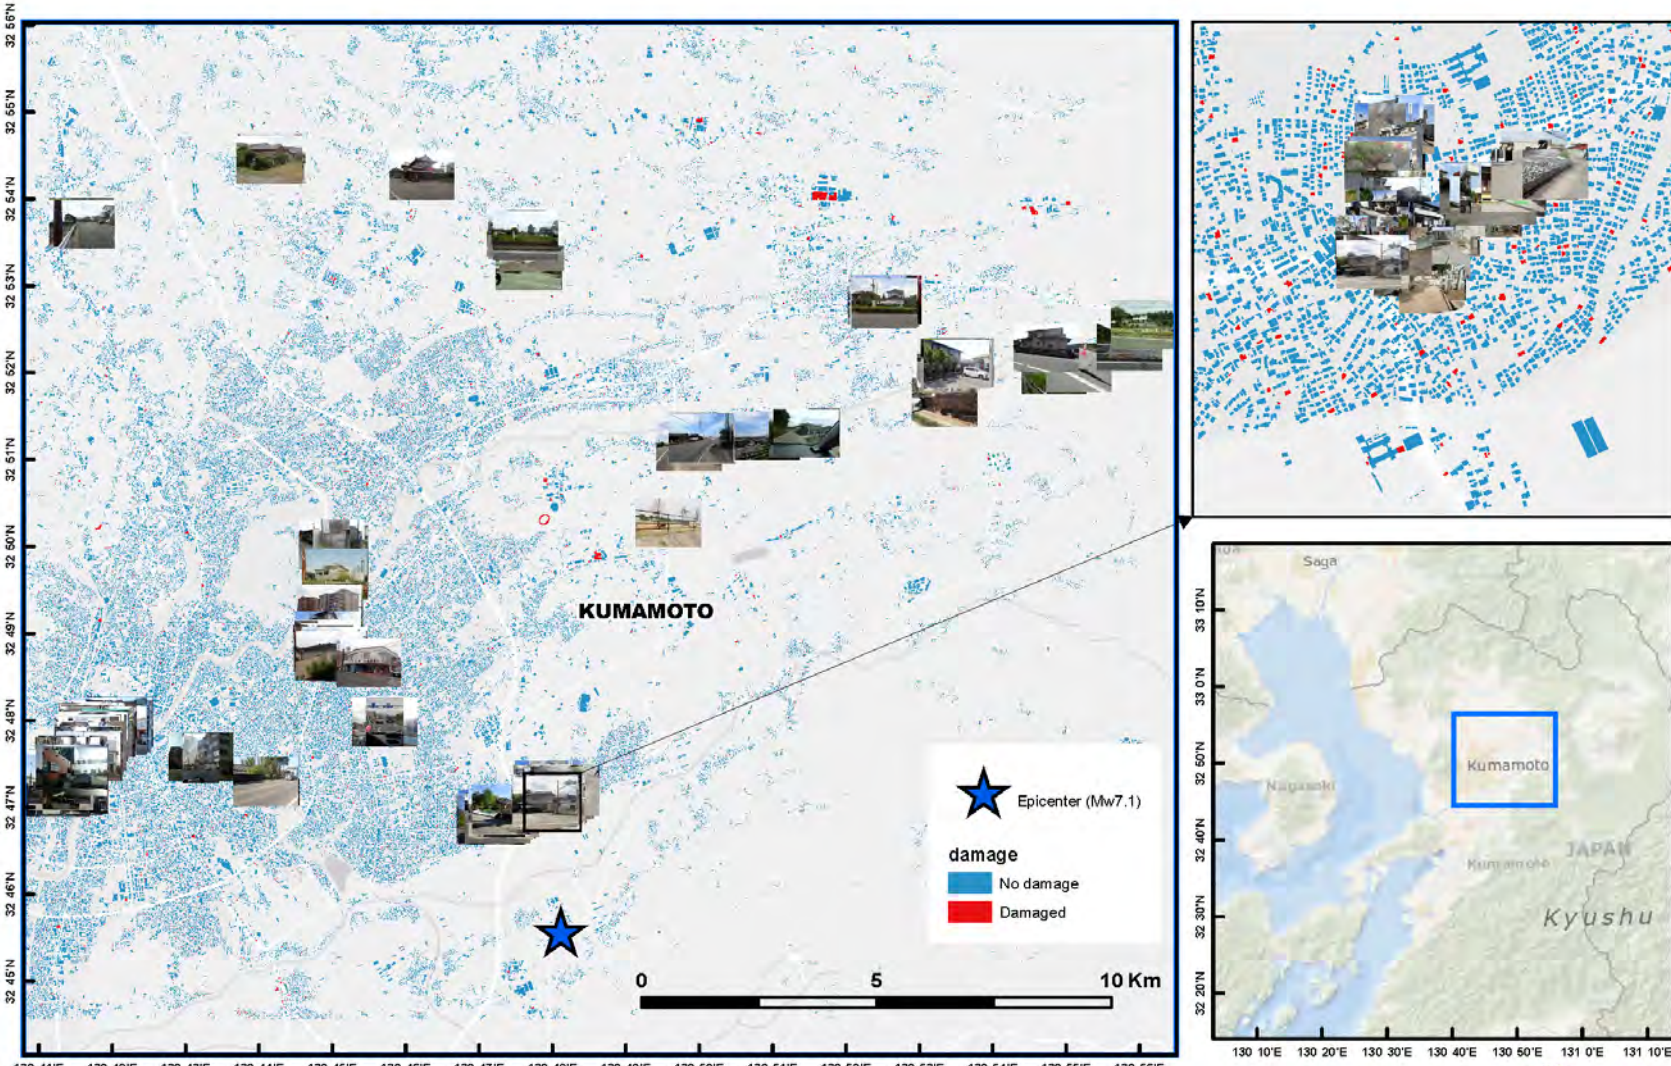 32 56'N
32 55'N
32 54'N
32 53'N
32 52'N
32 51'N
32 50'N
32 49'N
32 48'N
32 47'N
32 46'N
32 45'N
KUMAMOTO
Epicenter (Mw7.1)
damage
No damage
Damaged
0 5 10 Km
Saga
Kumamoto
Nagasaki
JAPAN
Kumamoto
Kyushu
33 10'N
33 0'N
32 50'N
32 40'N
32 30'N
32 20'N
130 10'E 130 20'E 130 30'E 130 40'E 130 50'E 131 0'E 131 10'E